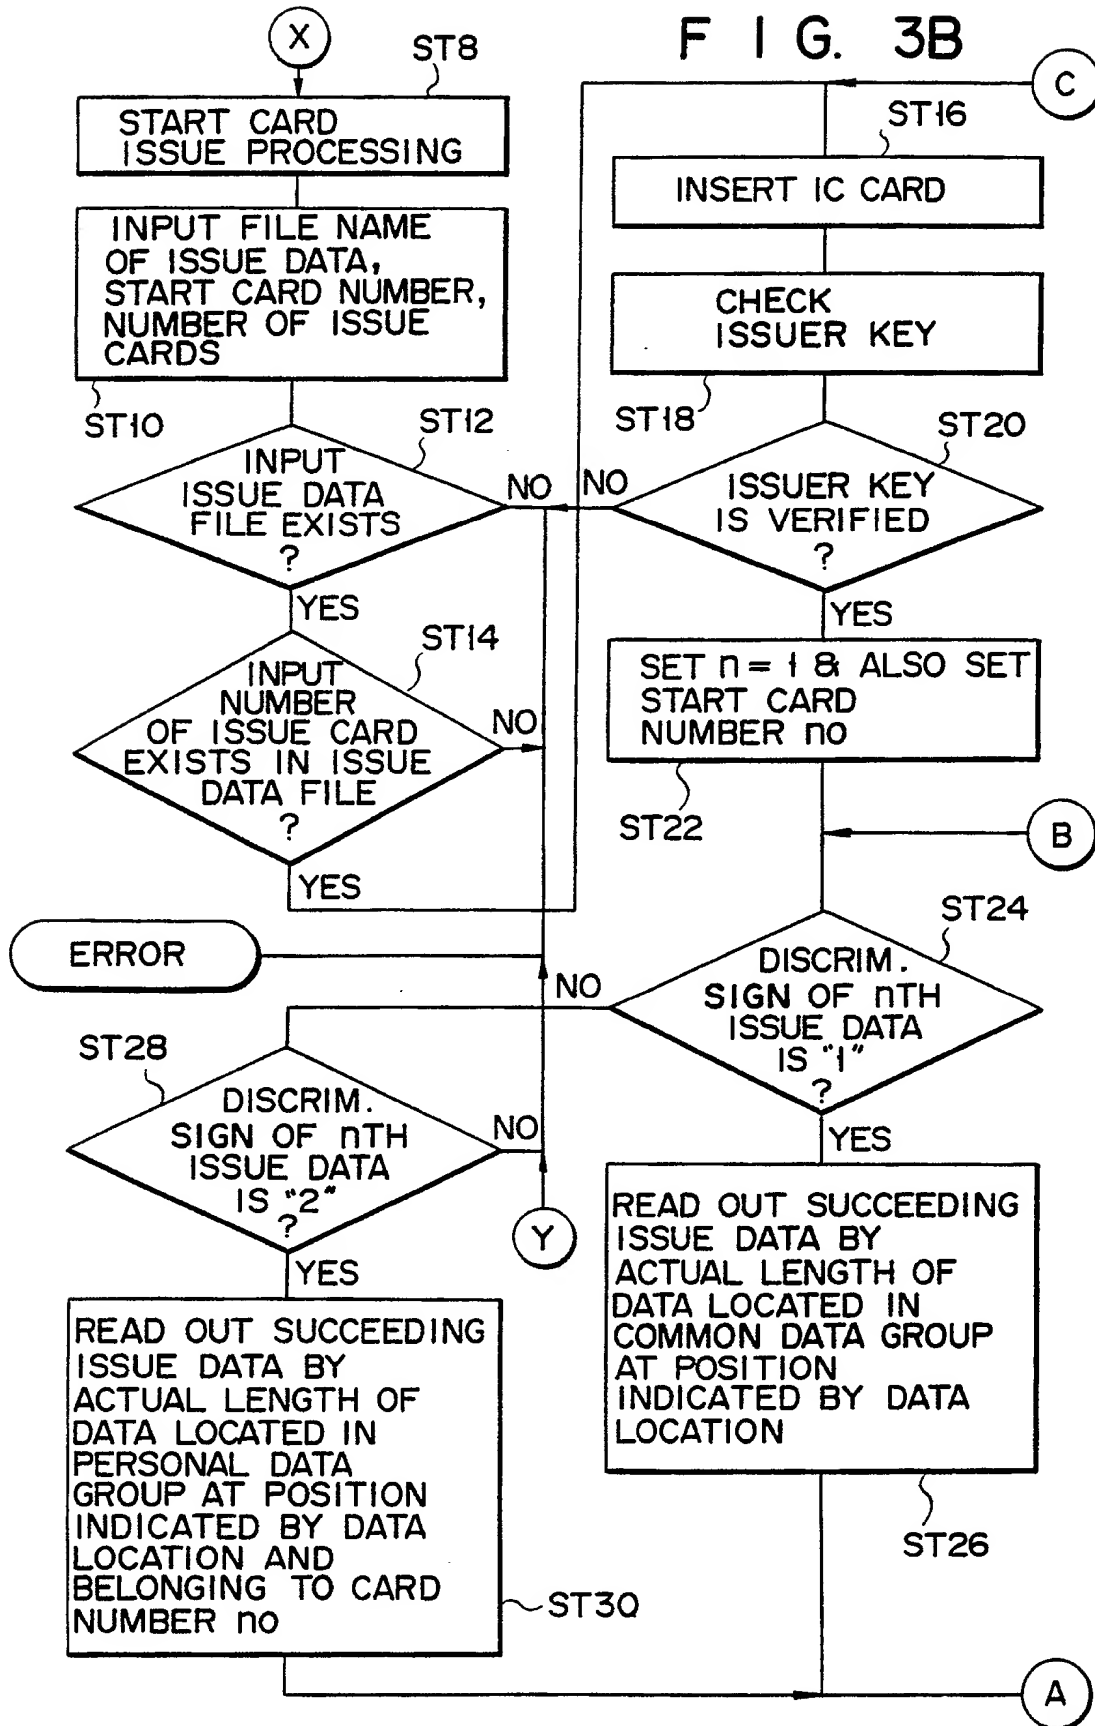 F I G. 3B
X
ST8
START CARD
ISSUE PROCESSING
INPUT FILE NAME
OF ISSUE DATA,
START CARD NUMBER,
NUMBER OF ISSUE
CARDS
ST10
ST12
INPUT
ISSUE DATA
FILE EXISTS
?
NO
YES
ST14
INPUT
NUMBER
OF ISSUE CARD
EXISTS IN ISSUE
DATA FILE
?
NO
YES
C
ST16
INSERT IC CARD
CHECK
ISSUER KEY
ST18
ST20
ISSUER KEY
IS VERIFIED
?
NO
YES
SET n = 1 & ALSO SET
START CARD
NUMBER no
ST22
B
ERROR
ST24
DISCRIM.
SIGN OF nTH
ISSUE DATA
IS "1"
?
NO
YES
ST28
DISCRIM.
SIGN OF nTH
ISSUE DATA
IS "2"
?
NO
YES
Y
READ OUT SUCCEEDING
ISSUE DATA BY
ACTUAL LENGTH OF
DATA LOCATED IN
COMMON DATA GROUP
AT POSITION
INDICATED BY DATA
LOCATION
ST26
READ OUT SUCCEEDING
ISSUE DATA BY
ACTUAL LENGTH OF
DATA LOCATED IN
PERSONAL DATA
GROUP AT POSITION
INDICATED BY DATA
LOCATION AND
BELONGING TO CARD
NUMBER no
ST30
A